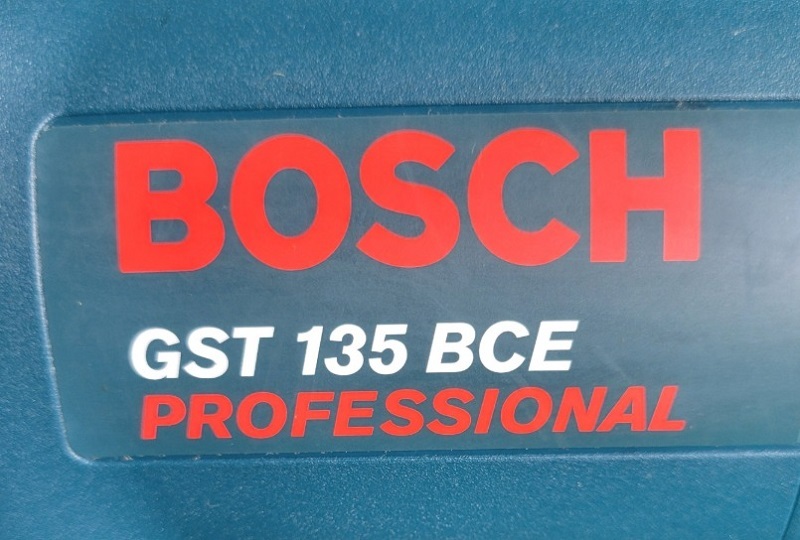 BOSCH
GST 135 BCE
PROFESSIONAL